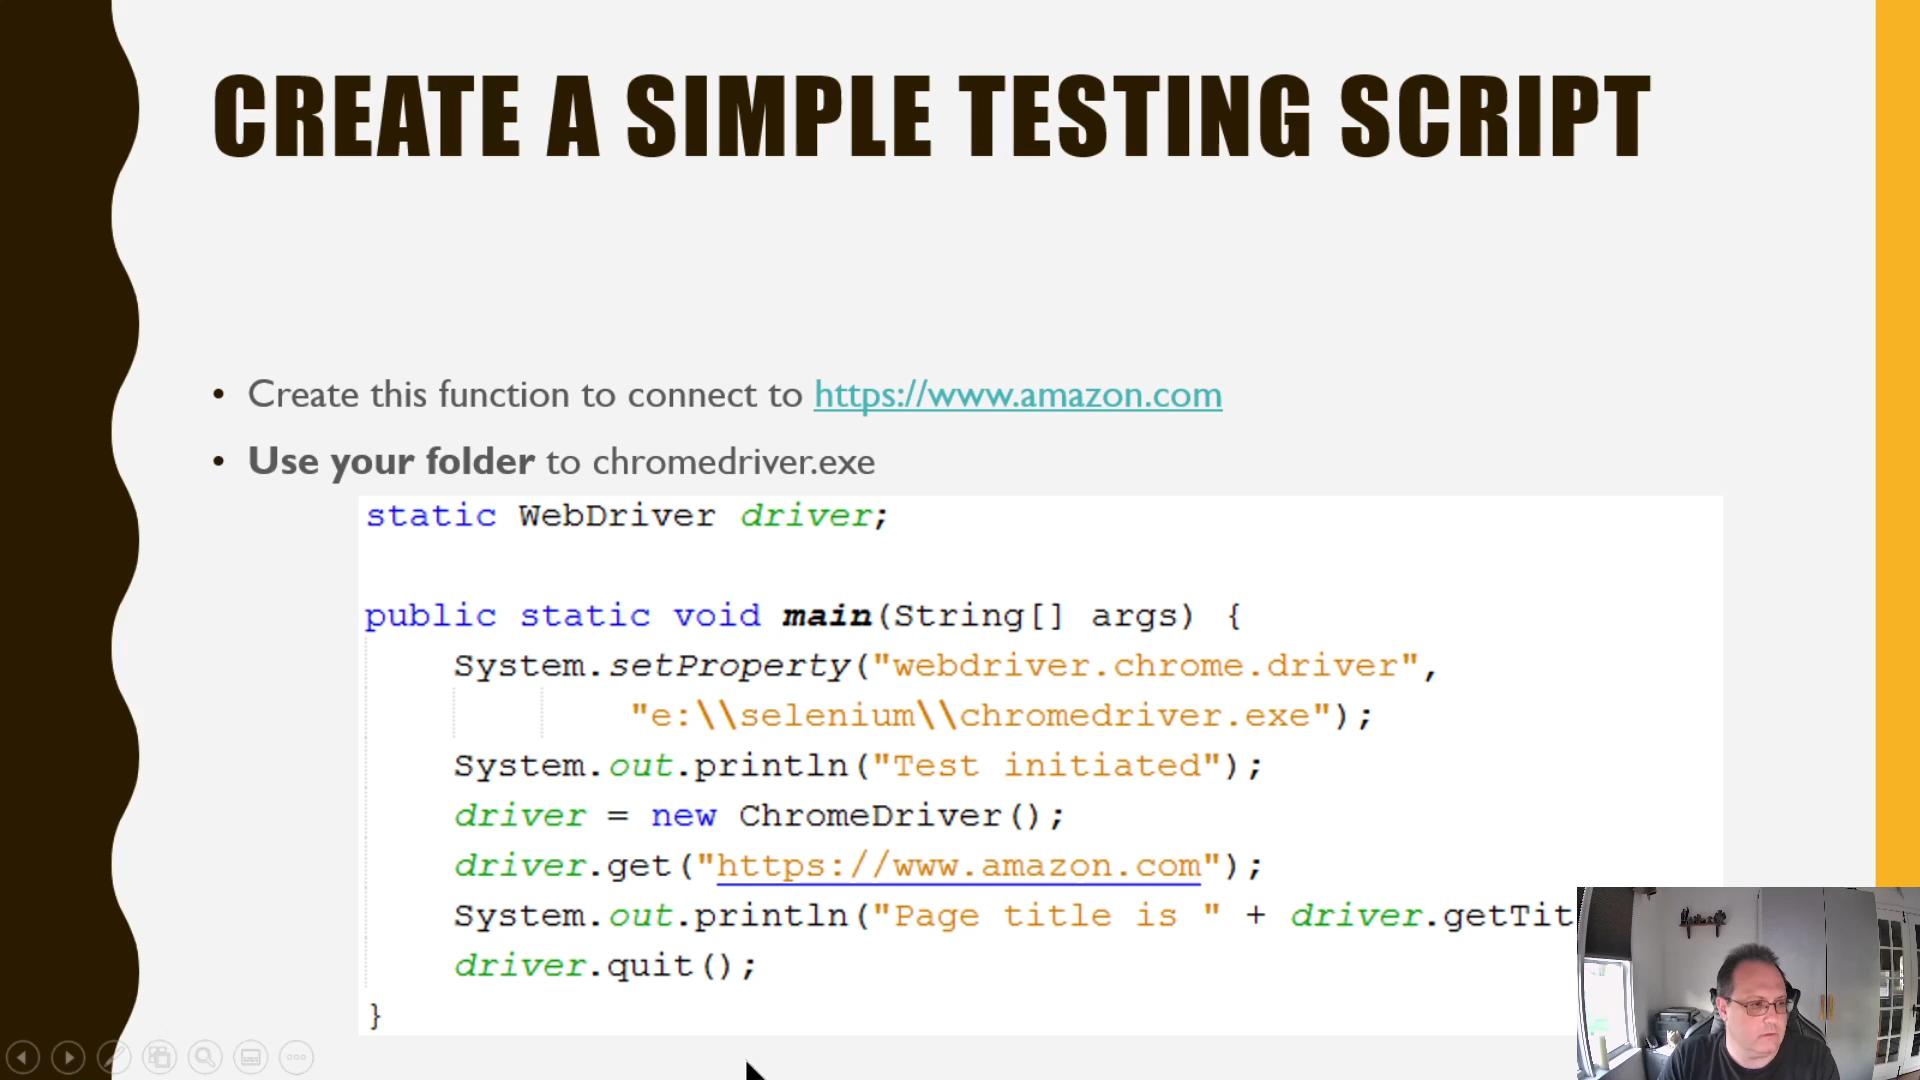 CREATE A SIMPLE TESTING SCRIPT
• Create this function to connect to https://www.amazon.com
• Use your folder to chromedriver.exe
static WebDriver driver;
public static void main(String[] args) {
System.setProperty("webdriver.chrome.driver",
"e:\\selenium\\chromedriver.exe");
System.out.println("Test initiated");
driver = new ChromeDriver();
driver.get("https://www.amazon.com");
System.out.println("Page title is " + driver.getTit
driver.quit();
}